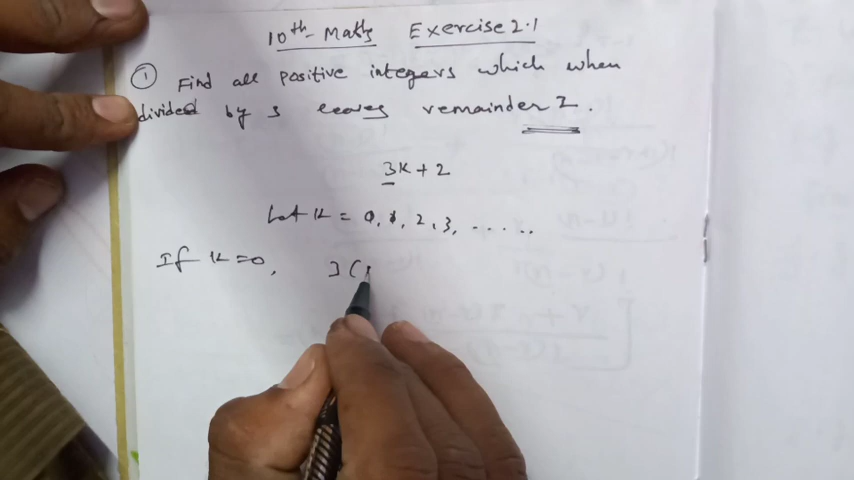 10th Maths Exercise 2.1
① Find all positive integers which when
divided by 3 leaves remainder 2.
3K+2
Let K = 0, 1, 2, 3, ......
If K=0, 3(